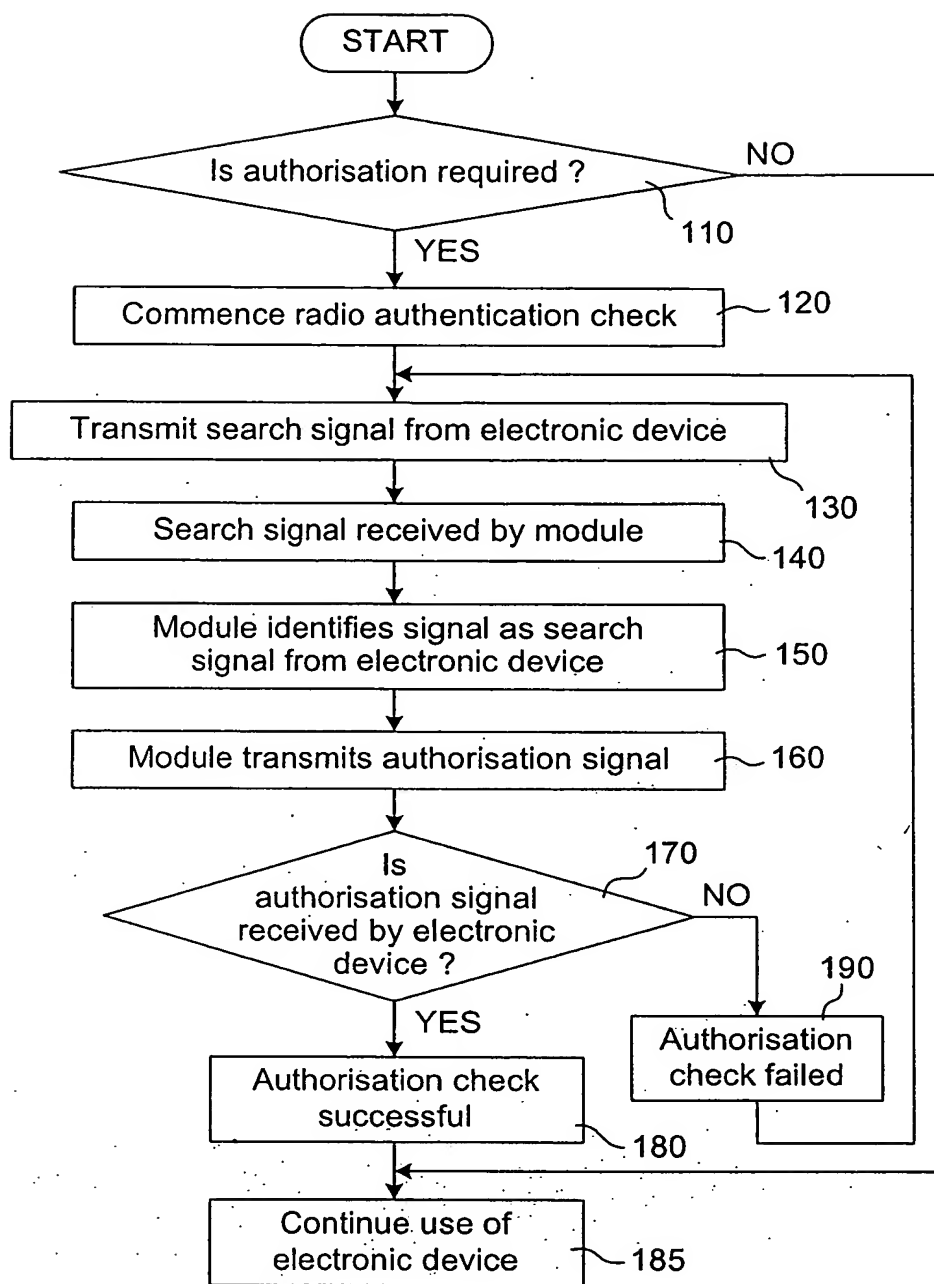 START
Is authorisation required ?
NO
110
YES
Commence radio authentication check
120
Transmit search signal from electronic device
130
Search signal received by module
140
Module identifies signal as search
signal from electronic device
150
Module transmits authorisation signal
160
Is
authorisation signal
received by electronic
device ?
170
NO
YES
190
Authorisation
check failed
Authorisation check
successful
180
Continue use of
electronic device
185